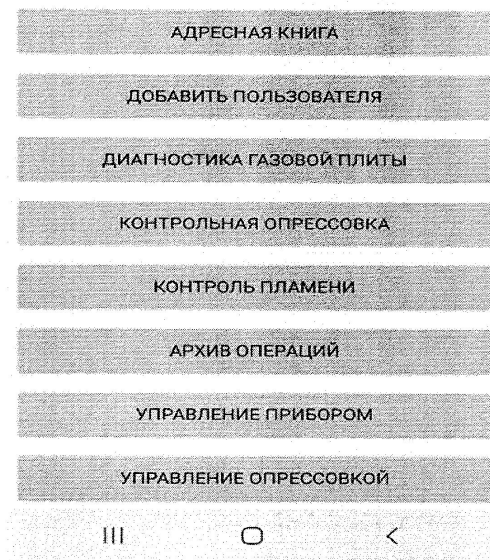 АДРЕСНАЯ КНИГА
ДОБАВИТЬ ПОЛЬЗОВАТЕЛЯ
ДИАГНОСТИКА ГАЗОВОЙ ПЛИТЫ
КОНТРОЛЬНАЯ ОПРЕССОВКА
КОНТРОЛЬ ПЛАМЕНИ
АРХИВ ОПЕРАЦИЙ
УПРАВЛЕНИЕ ПРИБОРОМ
УПРАВЛЕНИЕ ОПРЕССОВКОЙ